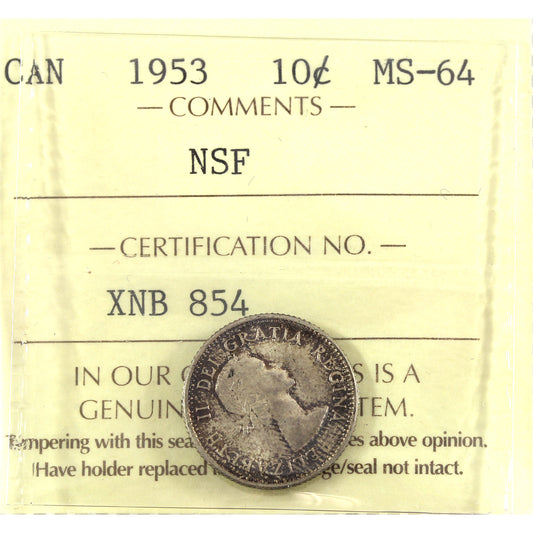 CAN 1953 10¢ MS-64
— COMMENTS —
NSF
— CERTIFICATION NO. —
XNB 854
IN OUR S IS A
GENUIN TEM.
Tampering with this sea es above opinion.
Have holder replaced ge/seal not intact.
II·DEI·GRATIA·REGINA